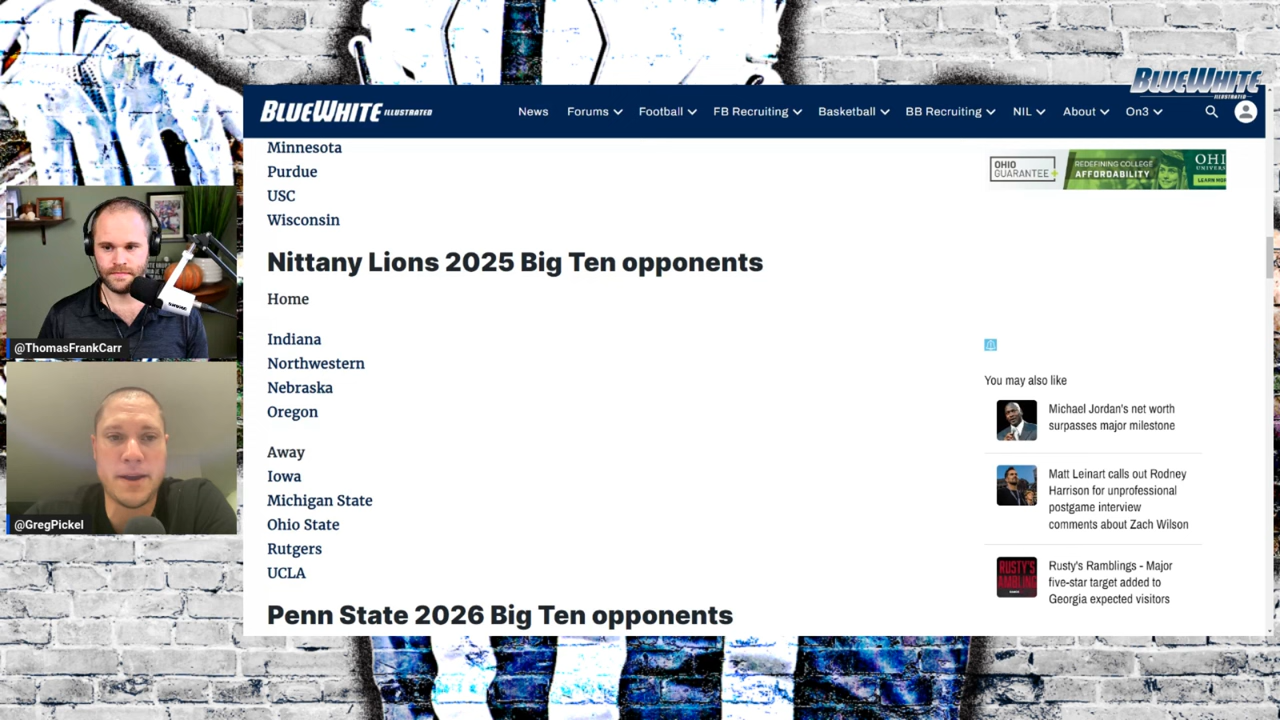 BLUEWHITE
ILLUSTRATED
BLUEWHITE ILLUSTRATED
News Forums Football FB Recruiting Basketball BB Recruiting NIL About On3
Minnesota
Purdue
USC
Wisconsin
Nittany Lions 2025 Big Ten opponents
Home
Indiana
Northwestern
Nebraska
Oregon
Away
Iowa
Michigan State
Ohio State
Rutgers
UCLA
Penn State 2026 Big Ten opponents
OHIO
GUARANTEE+
REDEFINING COLLEGE
AFFORDABILITY
You may also like
Michael Jordan's net worth
surpasses major milestone
Matt Leinart calls out Rodney
Harrison for unprofessional
postgame interview
comments about Zach Wilson
RUSTY'S
Rusty's Ramblings - Major
five-star target added to
Georgia expected visitors
@ThomasFrankCarr
SHURE
@GregPickel